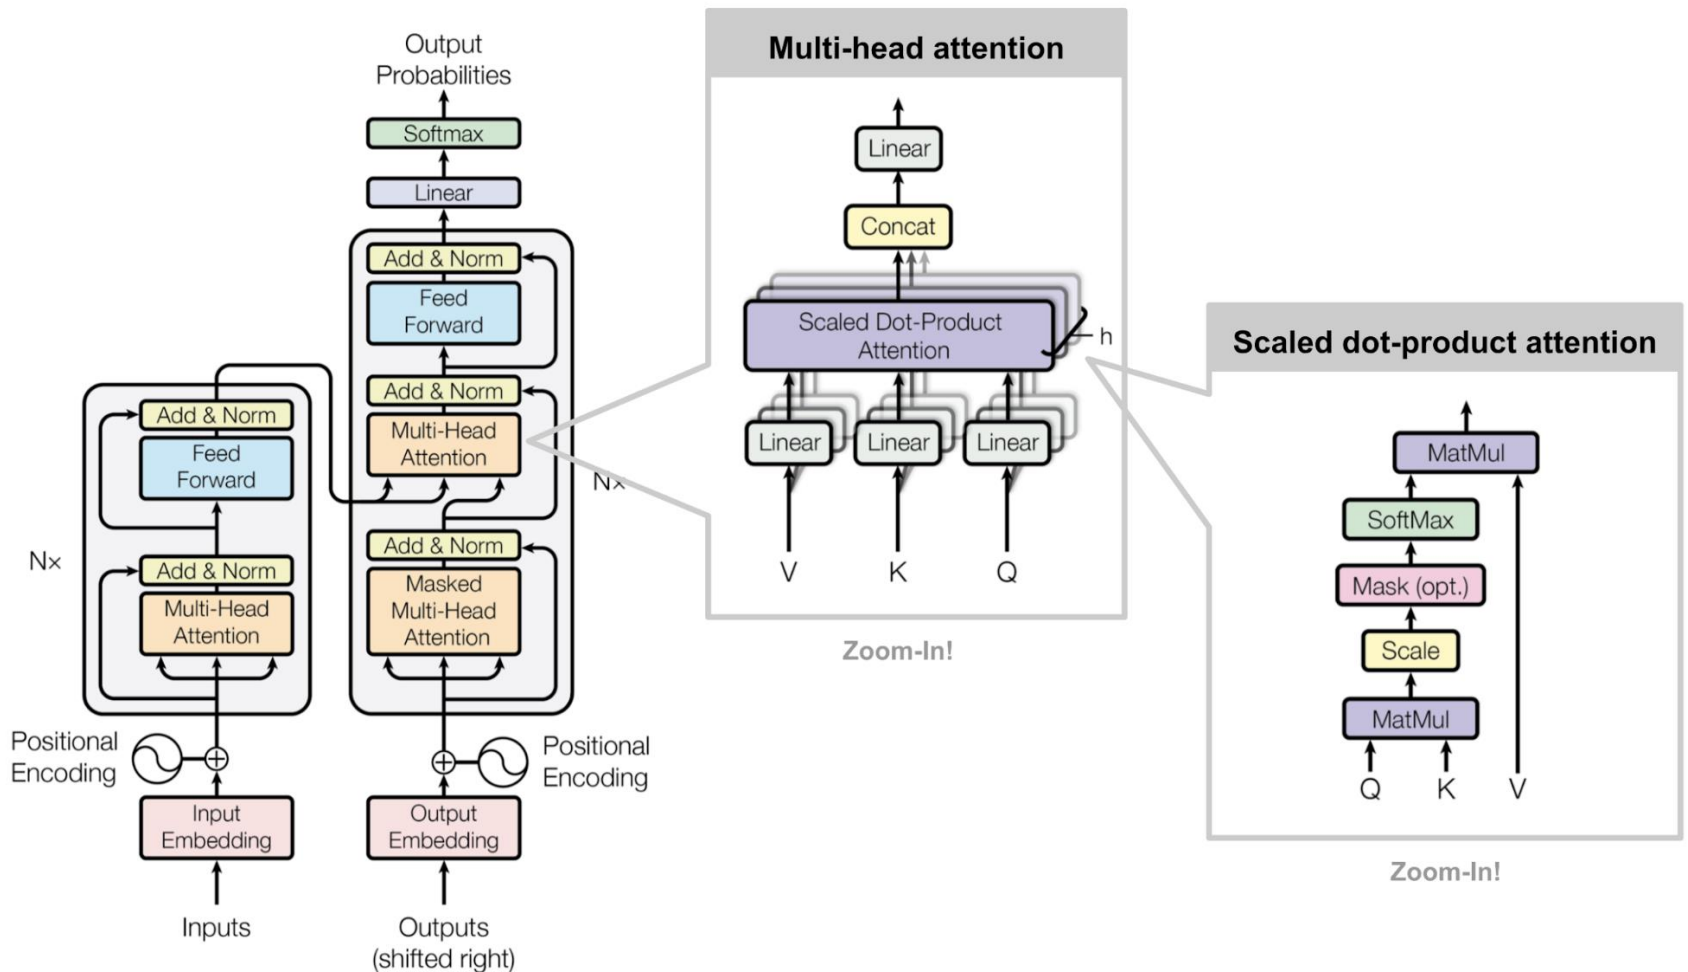 Output
Probabilities
Softmax
Linear
Add & Norm
Feed
Forward
Add & Norm
Multi-Head
Attention
Add & Norm
Masked
Multi-Head
Attention
N×
Add & Norm
Feed
Forward
Add & Norm
Multi-Head
Attention
N×
Positional
Encoding
Positional
Encoding
Input
Embedding
Output
Embedding
Inputs
Outputs
(shifted right)
Multi-head attention
Linear
Concat
Scaled Dot-Product
Attention
h
Linear
Linear
Linear
V
K
Q
Zoom-In!
Scaled dot-product attention
MatMul
SoftMax
Mask (opt.)
Scale
MatMul
Q
K
V
Zoom-In!